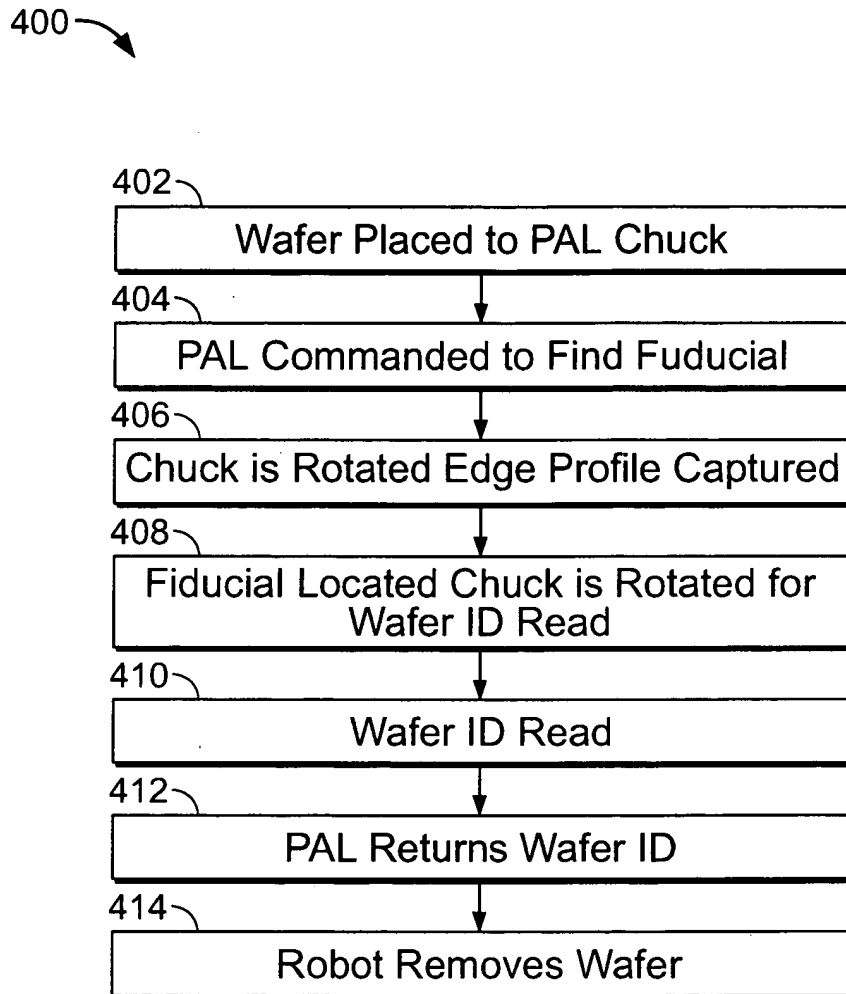 400
402
Wafer Placed to PAL Chuck
404
PAL Commanded to Find Fuducial
406
Chuck is Rotated Edge Profile Captured
408
Fiducial Located Chuck is Rotated for
Wafer ID Read
410
Wafer ID Read
412
PAL Returns Wafer ID
414
Robot Removes Wafer